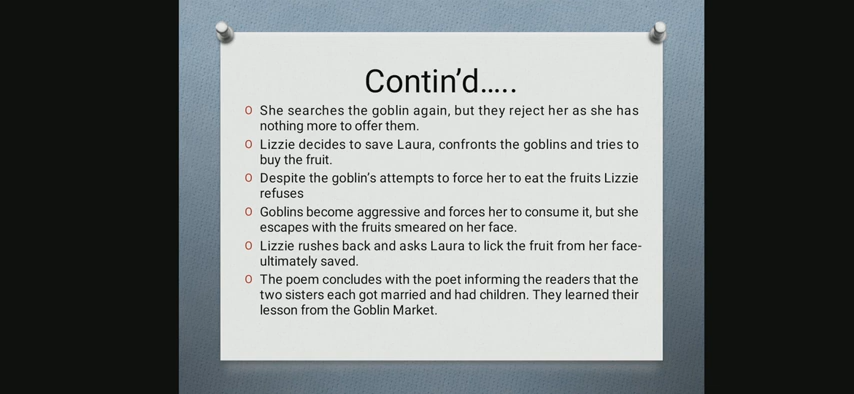 Contin'd.....
O She searches the goblin again, but they reject her as she has
nothing more to offer them.
O Lizzie decides to save Laura, confronts the goblins and tries to
buy the fruit.
O Despite the goblin's attempts to force her to eat the fruits Lizzie
refuses
O Goblins become aggressive and forces her to consume it, but she
escapes with the fruits smeared on her face.
O Lizzie rushes back and asks Laura to lick the fruit from her face-
ultimately saved.
O The poem concludes with the poet informing the readers that the
two sisters each got married and had children. They learned their
lesson from the Goblin Market.